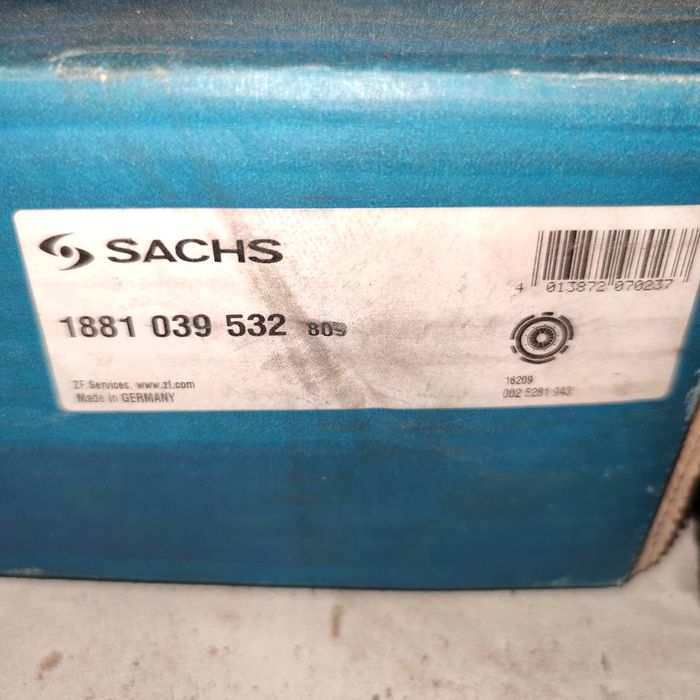 SACHS
4 013872 070237
1881 039 532 809
ZF Services, www.zf.com
Made in GERMANY
16209
002 5281 943